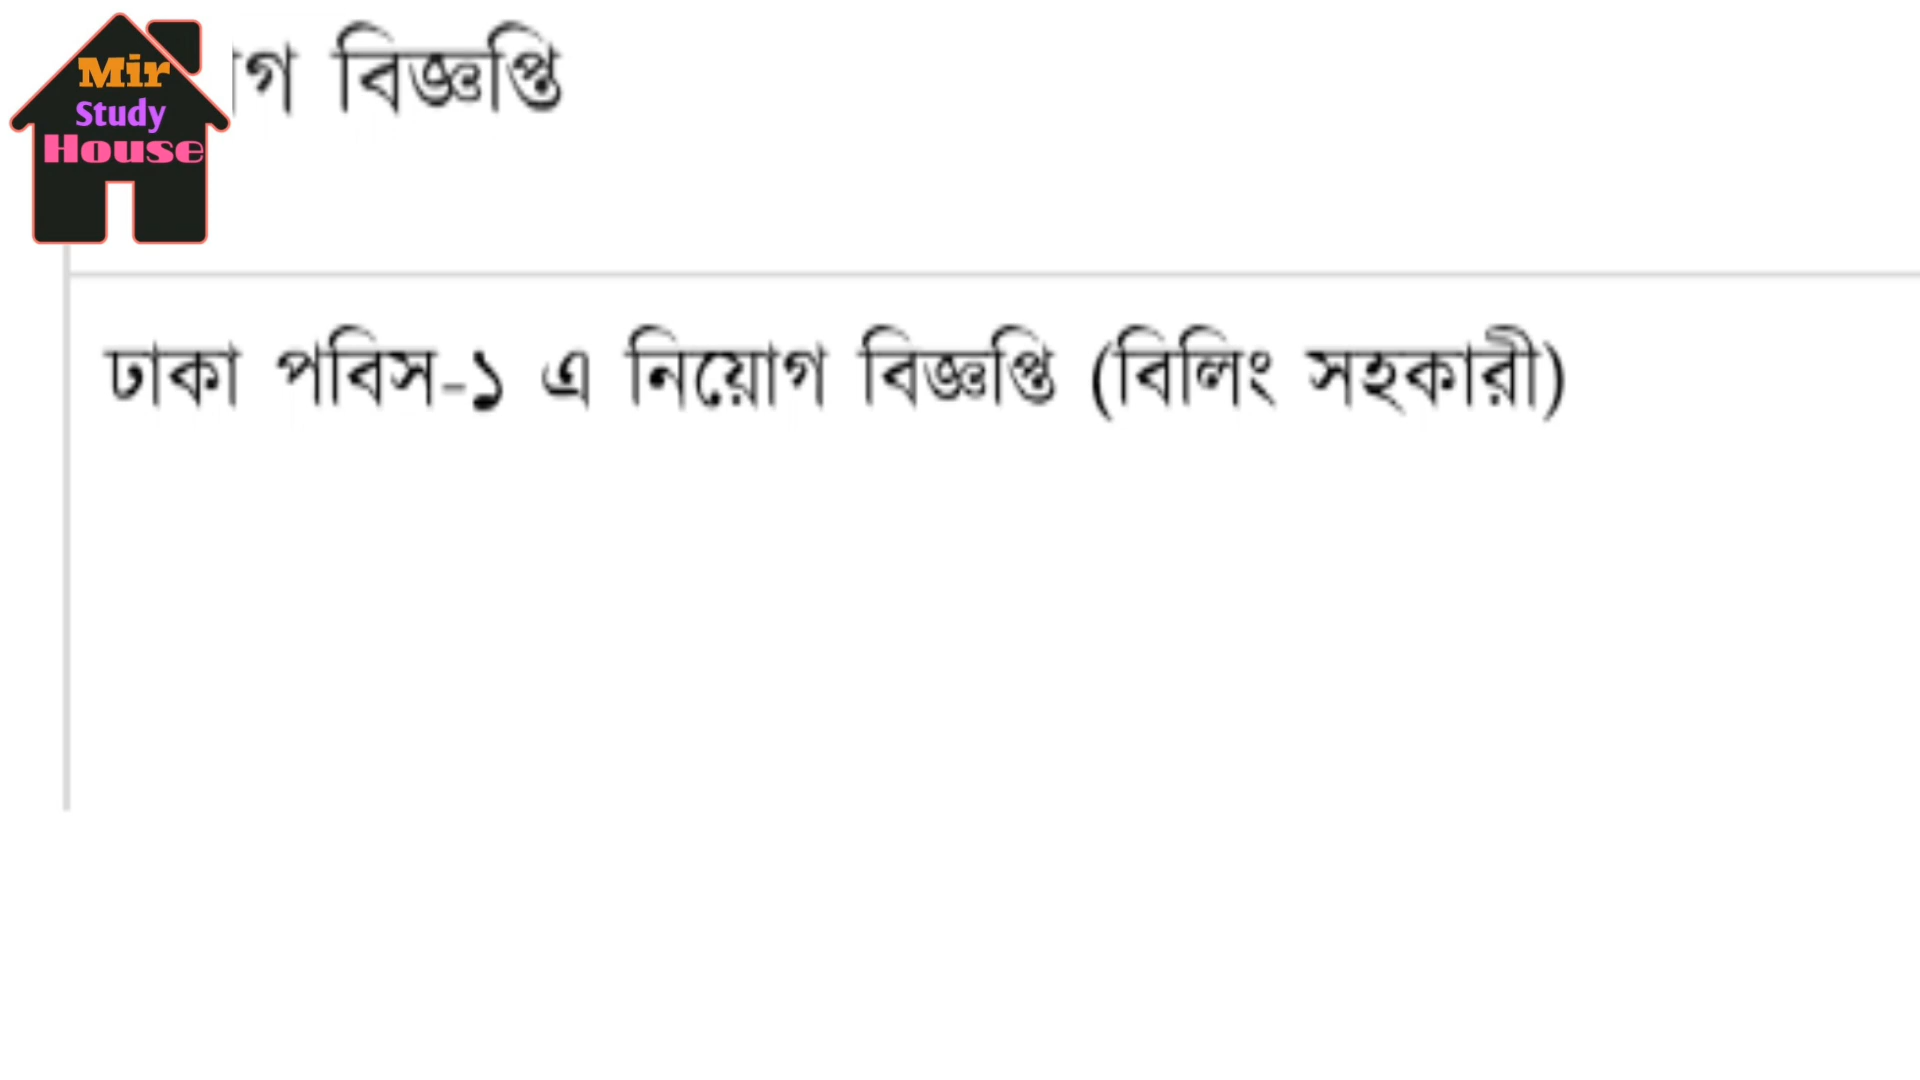 Mir
Study
House
বিজ্ঞপ্তি
ঢাকা পবিস-১ এ নিয়োগ বিজ্ঞপ্তি (বিলিং সহকারী)